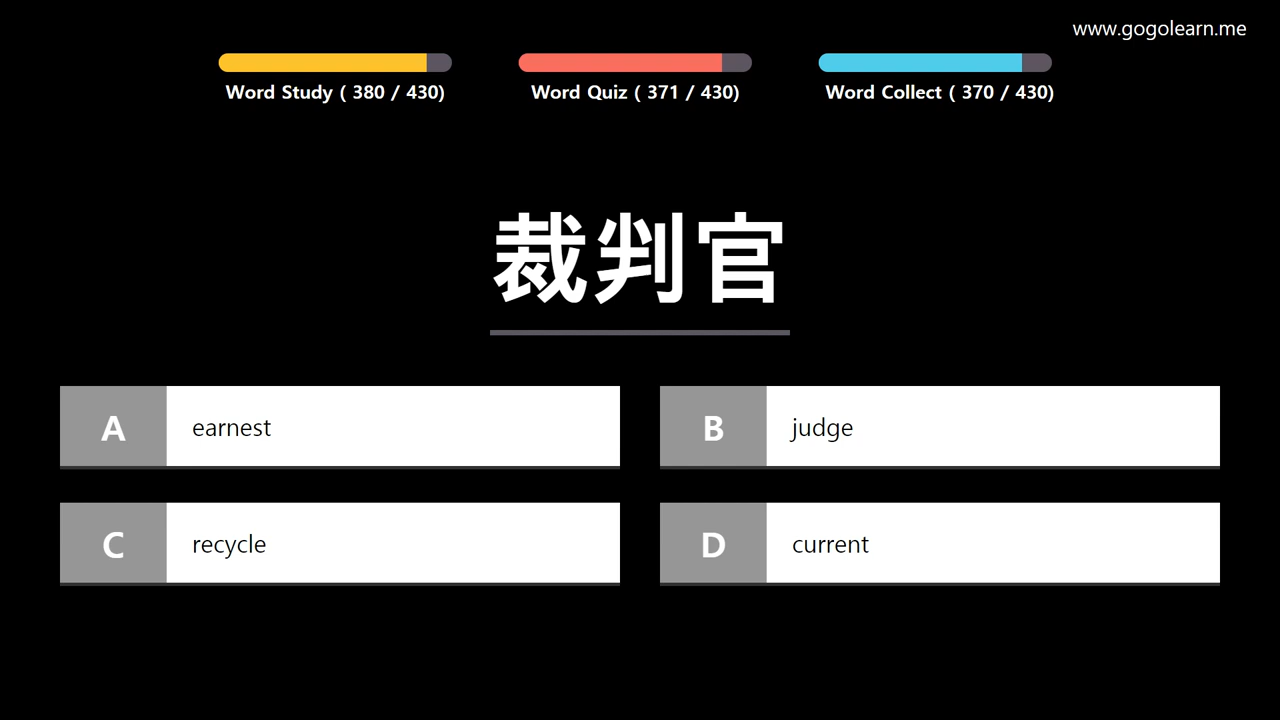 www.gogolearn.me
Word Study ( 380 / 430)
Word Quiz ( 371 / 430)
Word Collect ( 370 / 430)
裁判官
A earnest
B judge
C recycle
D current